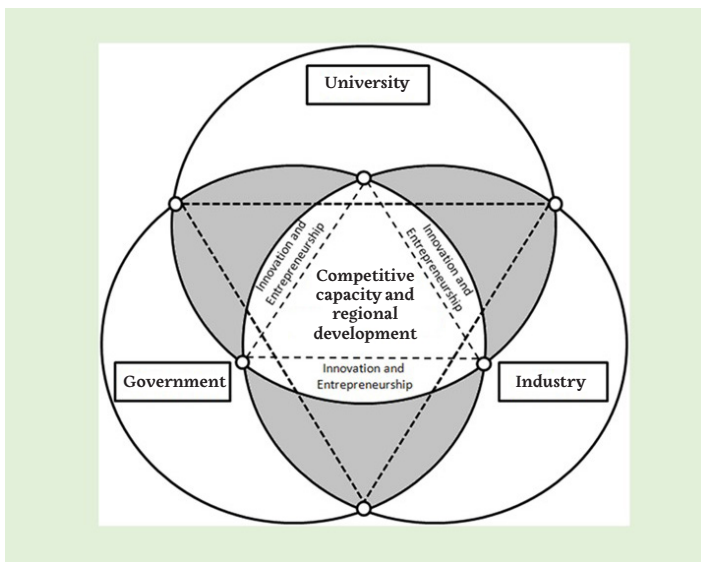 University
Innovation and
Entrepreneurship
Innovation and
Entrepreneurship
Competitive
capacity and
regional
development
Innovation and
Entrepreneurship
Government
Industry